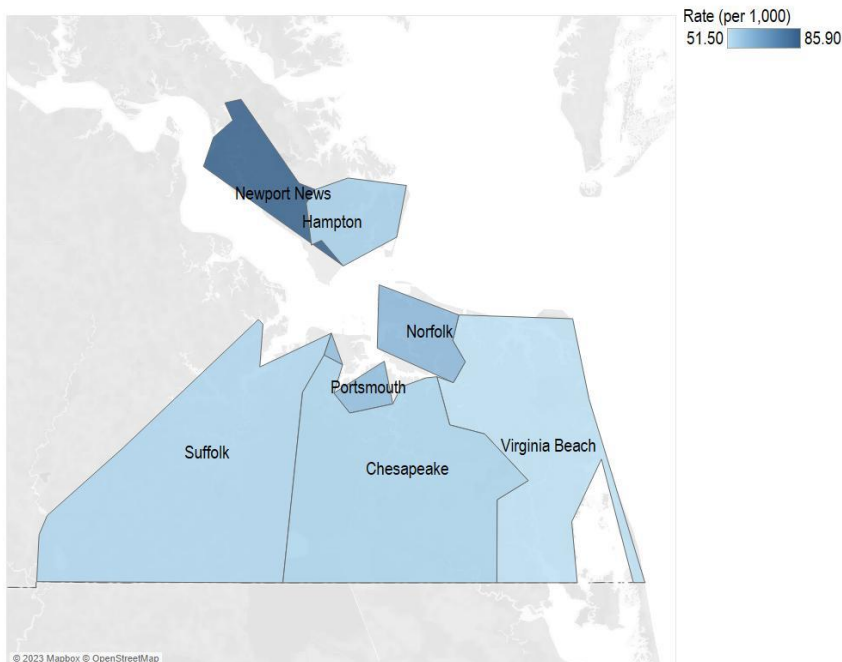 Rate (per 1,000)
51.50 85.90
Newport News
Hampton
Norfolk
Portsmouth
Suffolk
Virginia Beach
Chesapeake
© 2023 Mapbox © OpenStreetMap